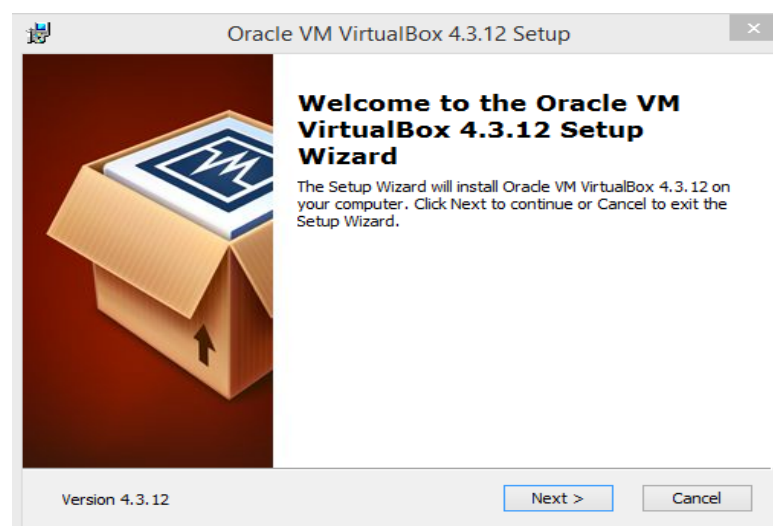 Oracle VM VirtualBox 4.3.12 Setup
Welcome to the Oracle VM
VirtualBox 4.3.12 Setup
Wizard
The Setup Wizard will install Oracle VM VirtualBox 4.3.12 on
your computer. Click Next to continue or Cancel to exit the
Setup Wizard.
Version 4.3.12
Next >
Cancel